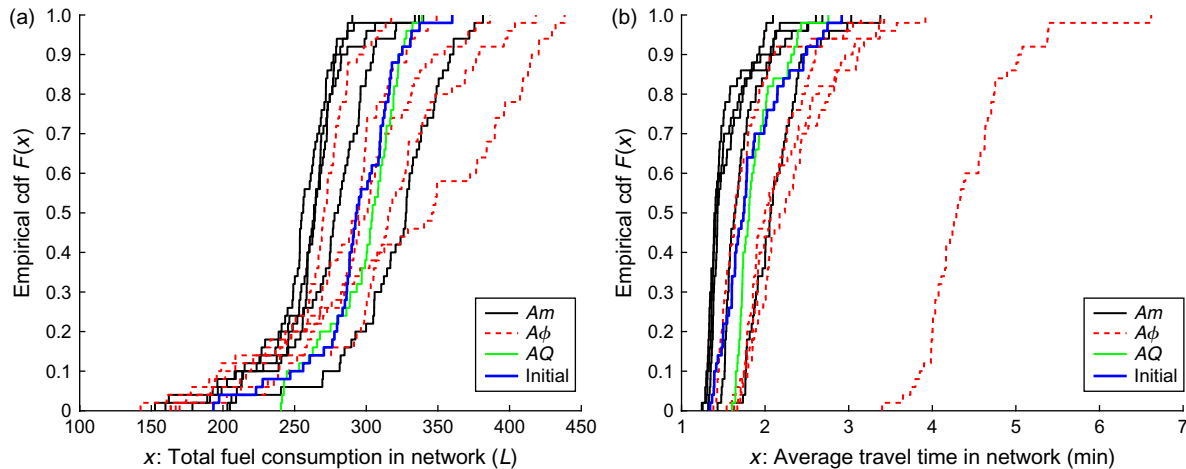 (a)
Empirical cdf F(x)
1.0
0.9
0.8
0.7
0.6
0.5
0.4
0.3
0.2
0.1
0
100 150 200 250 300 350 400 450
x: Total fuel consumption in network (L)
Am
Aϕ
AQ
Initial
(b)
Empirical cdf F(x)
1.0
0.9
0.8
0.7
0.6
0.5
0.4
0.3
0.2
0.1
0
1 2 3 4 5 6 7
x: Average travel time in network (min)
Am
Aϕ
AQ
Initial